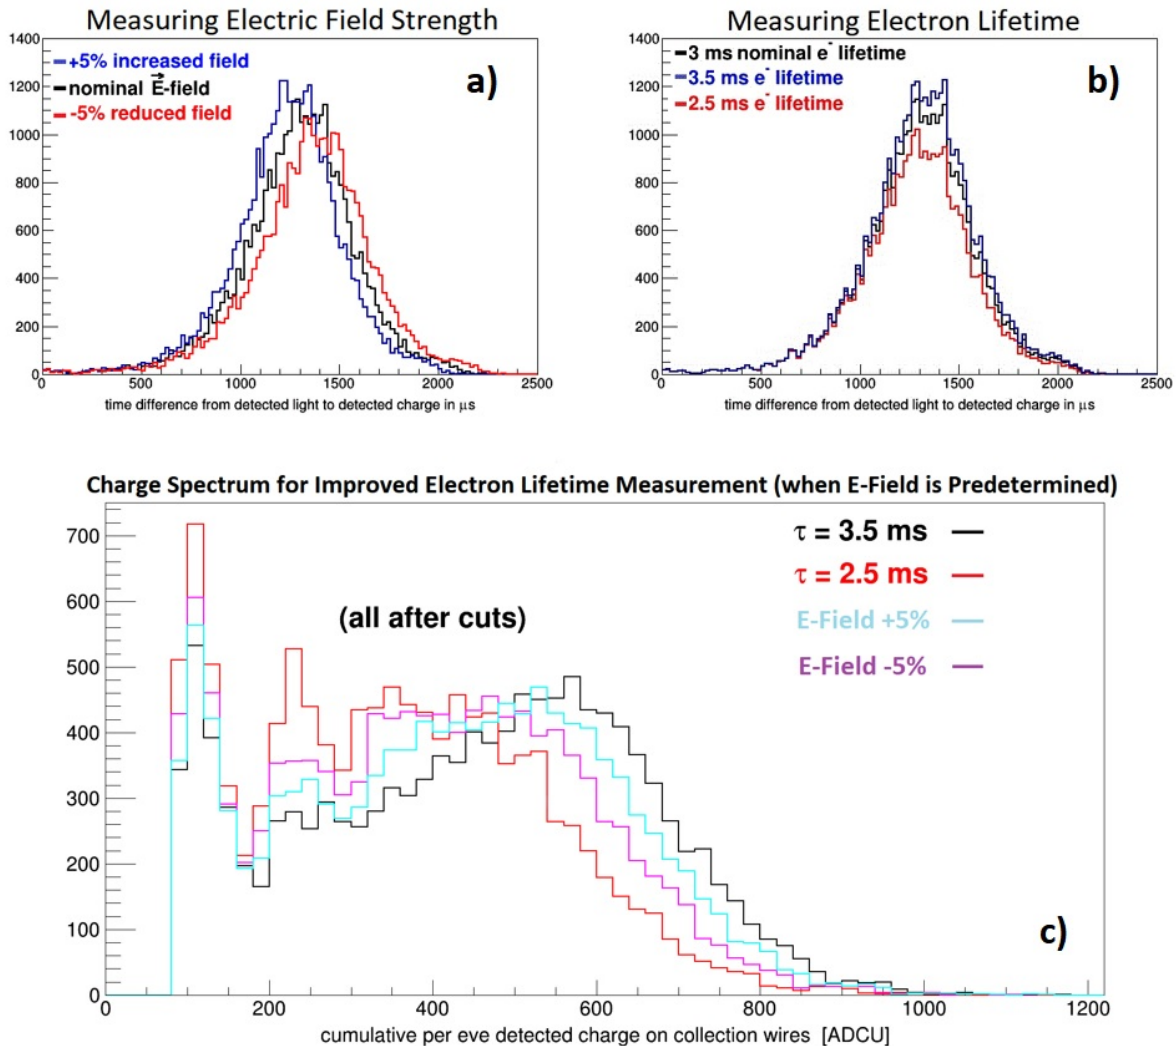 Measuring Electric Field Strength
+5% increased field
nominal E⃗-field
-5% reduced field
a)
1400
1200
1000
800
600
400
200
0
0 500 1000 1500 2000 2500
time difference from detected light to detected charge in μs
Measuring Electron Lifetime
3 ms nominal e⁻ lifetime
3.5 ms e⁻ lifetime
2.5 ms e⁻ lifetime
b)
1400
1200
1000
800
600
400
200
0
0 500 1000 1500 2000 2500
time difference from detected light to detected charge in μs
Charge Spectrum for Improved Electron Lifetime Measurement (when E-Field is Predetermined)
τ = 3.5 ms
τ = 2.5 ms
E-Field +5%
E-Field -5%
(all after cuts)
c)
700
600
500
400
300
200
100
0
0 200 400 600 800 1000 1200
cumulative per eve detected charge on collection wires [ADCU]